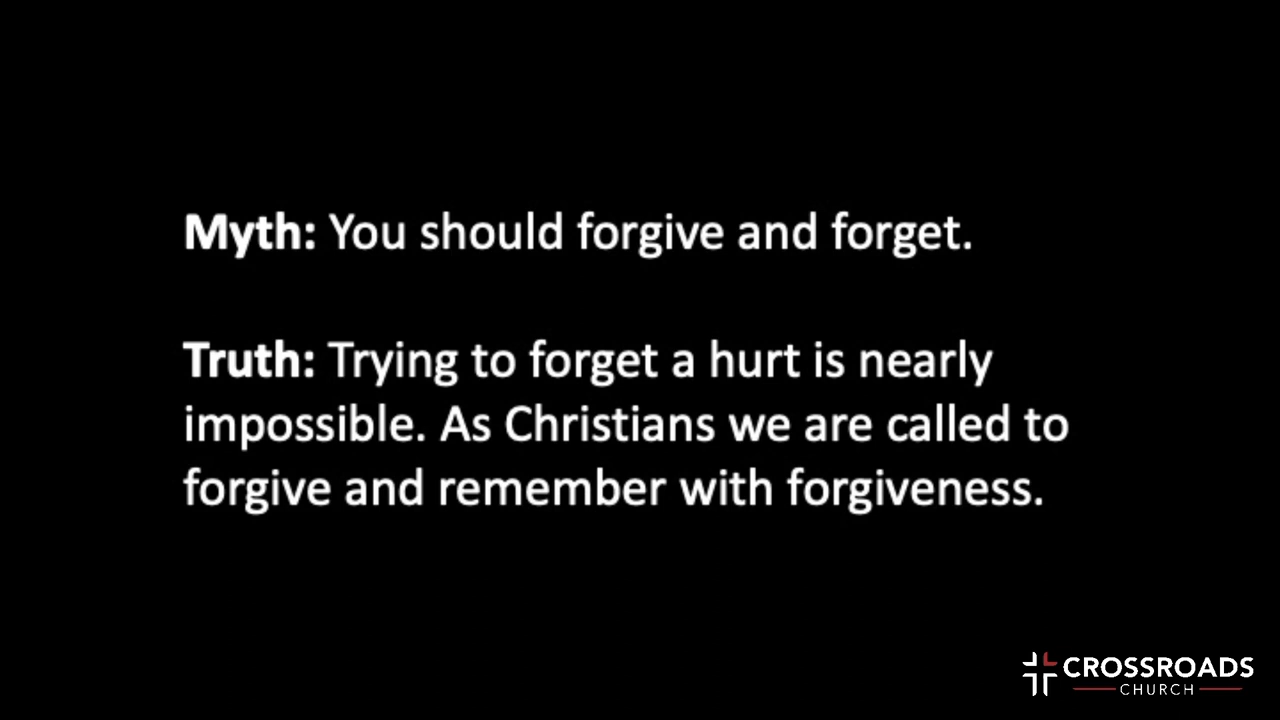 Myth: You should forgive and forget.
Truth: Trying to forget a hurt is nearly
impossible. As Christians we are called to
forgive and remember with forgiveness.
CROSSROADS
CHURCH